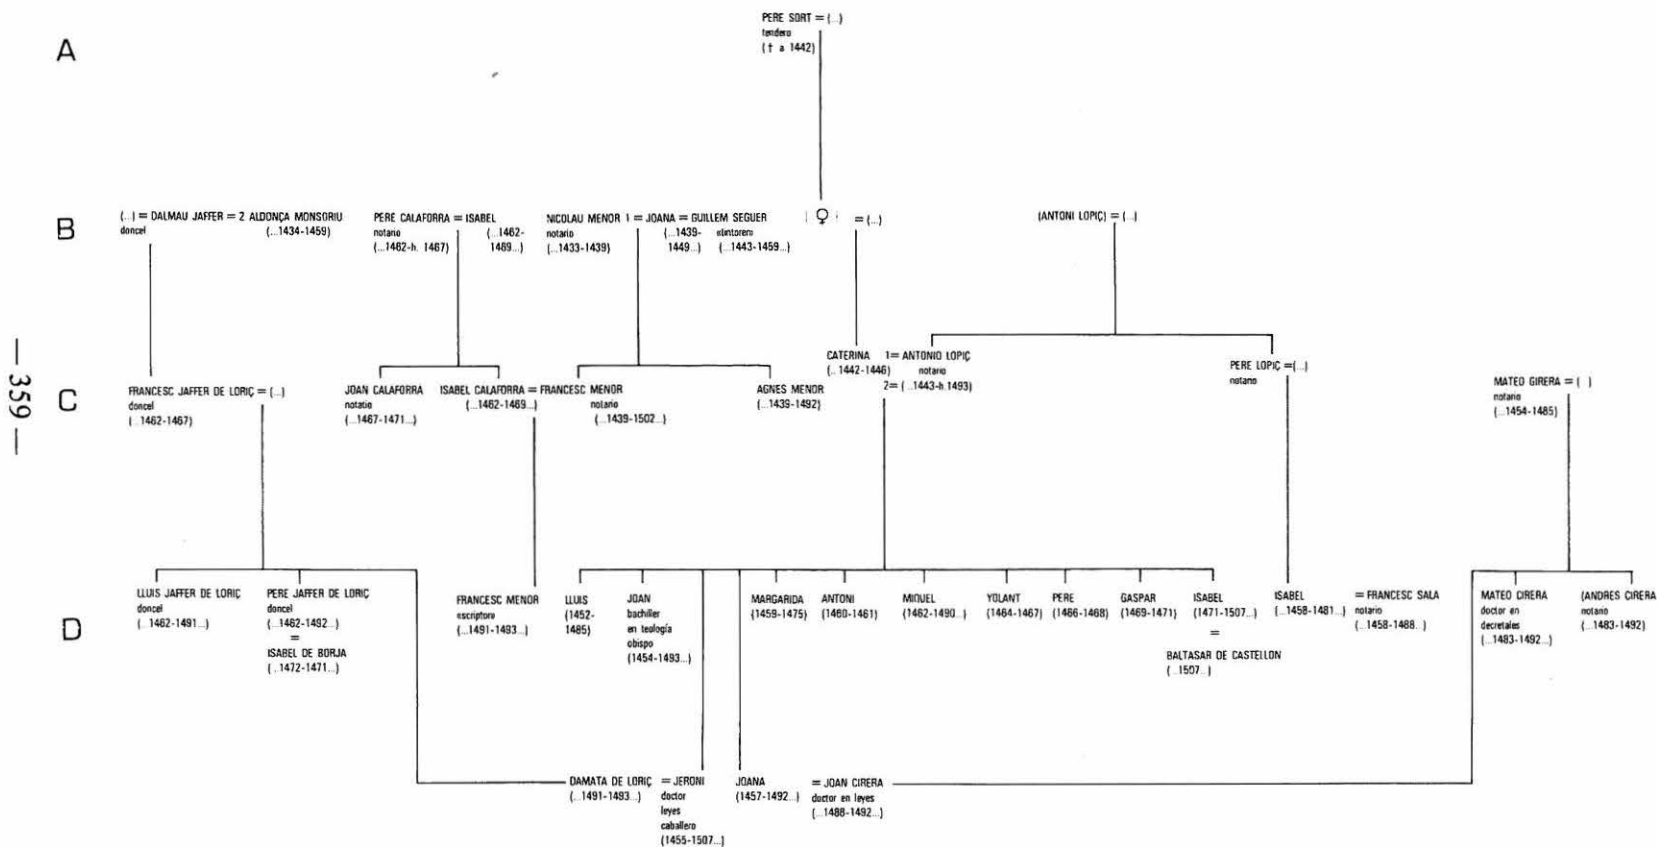 — 359 —
A
PERE SORT = (...)
tendero
(† a 1442)
B
(...) = DALMAU JAFFER = 2 ALDONÇA MONSORIU
doncel
(...1434-1459)
PERE CALAFORRA = ISABEL
notario
(...1462-h. 1467)
(...1462-
1469...)
NICOLAU MENOR 1 = JOANA = GUILLEM SEGUER
notario
(...1433-1439)
(...1439-
1449...)
(...1443-1459...)
( ♀ ) = (...)
(ANTONI LOPIÇ) = (...)
C
FRANCESC JAFFER DE LORIÇ = (...)
doncel
(...1462-1467)
JOAN CALAFORRA
notatio
(...1467-1471...)
ISABEL CALAFORRA = FRANCESC MENOR
(...1462-1469...)
notario
(...1439-1502...)
AGNES MENOR
(...1439-1492)
CATERINA 1= ANTONIO LOPIÇ
(...1442-1446)
notario
2= (...1443-h.1493)
PERE LOPIÇ =(...)
notario
MATEO GIRERA = ( )
notario
(...1454-1485)
D
LLUIS JAFFER DE LORIÇ
doncel
(...1462-1491...)
PERE JAFFER DE LORIÇ
doncel
(...1462-1492...)
=
ISABEL DE BORJA
(...1472-1471...)
FRANCESC MENOR
escriptore
(...1491-1493...)
LLUIS
(1452-
1485)
JOAN
bachiller
en teología
obispo
(1454-1493...)
MARGARIDA
(1459-1475)
ANTONI
(1460-1461)
MIQUEL
(1462-1490...)
YOLANT
(1464-1467)
PERE
(1466-1468)
GASPAR
(1469-1471)
ISABEL
(1471-1507...)
=
BALTASAR DE CASTELLON
(...1507...)
ISABEL = FRANCESC SALA
(...1458-1481...)
notario
(...1458-1488...)
MATEO CIRERA
doctor en
decretales
(...1483-1492...)
(ANDRES CIRERA
notario
(...1483-1492)
DAMATA DE LORIÇ = JERONI
(...1491-1493...)
doctor
leyes
caballero
(1455-1507...)
JOANA = JOAN CIRERA
(1457-1492...)
doctor en leyes
(...1488-1492...)